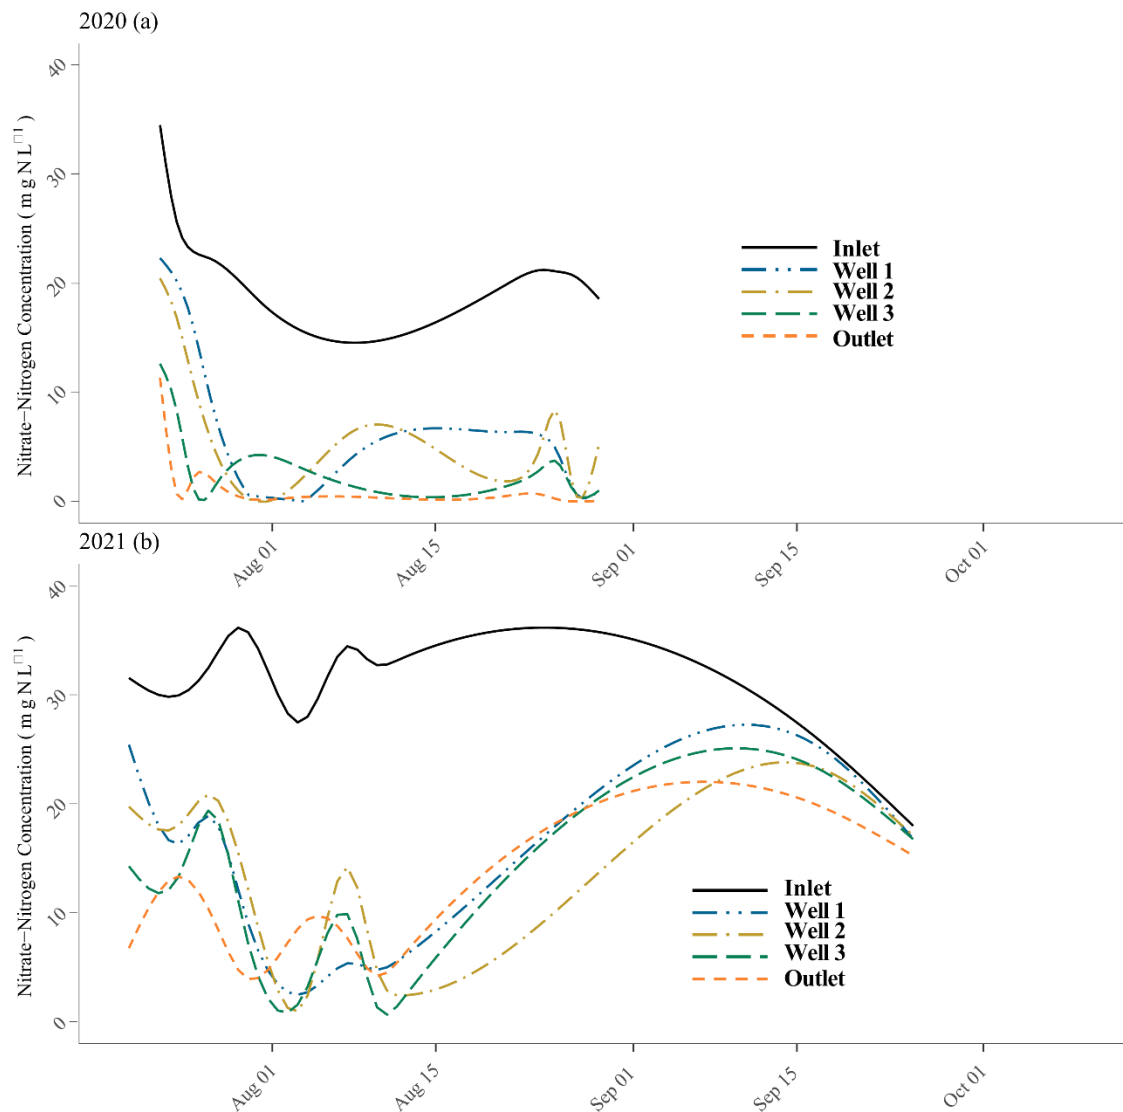 2020 (a)
Nitrate−Nitrogen Concentration ( m g N L□1 )
40
30
20
10
0
Inlet
Well 1
Well 2
Well 3
Outlet
Aug 01
Aug 15
Sep 01
Sep 15
Oct 01
2021 (b)
Nitrate−Nitrogen Concentration ( m g N L□1 )
40
30
20
10
0
Inlet
Well 1
Well 2
Well 3
Outlet
Aug 01
Aug 15
Sep 01
Sep 15
Oct 01